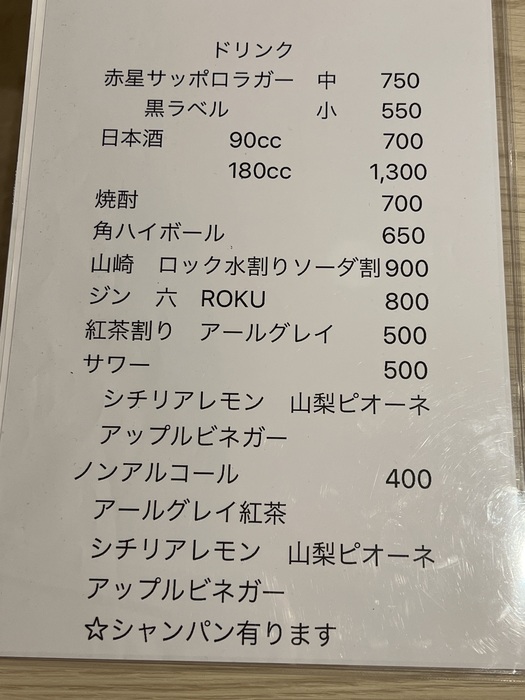 ドリンク
赤星サッポロラガー 中 750
黒ラベル 小 550
日本酒 90cc 700
180cc 1,300
焼酎 700
角ハイボール 650
山崎 ロック水割りソーダ割 900
ジン 六 ROKU 800
紅茶割り アールグレイ 500
サワー 500
シチリアレモン 山梨ピオーネ
アップルビネガー
ノンアルコール 400
アールグレイ紅茶
シチリアレモン 山梨ピオーネ
アップルビネガー
☆シャンパン有ります